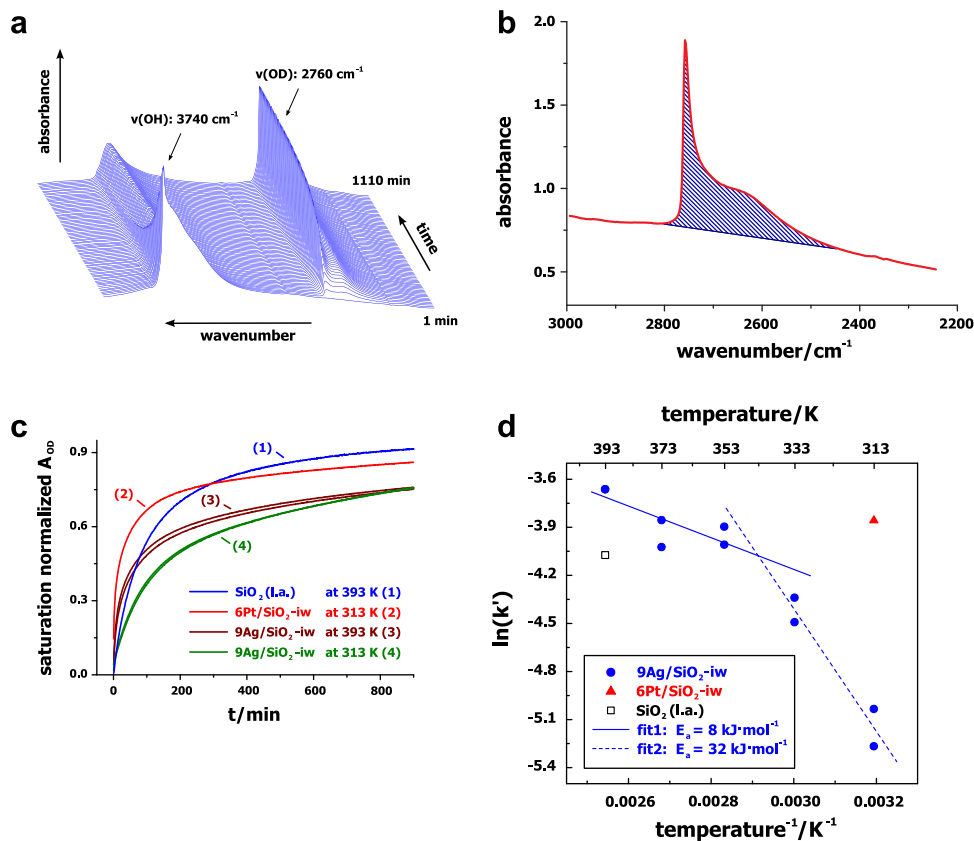 a
absorbance
ν(OH): 3740 cm⁻¹
ν(OD): 2760 cm⁻¹
1110 min
time
1 min
wavenumber
b
absorbance
2.0
1.5
1.0
0.5
3000 2800 2600 2400 2200
wavenumber/cm⁻¹
c
saturation normalized A_OD
0.9
0.6
0.3
0.0
(1)
(2)
(3)
(4)
SiO₂ (l.a.) at 393 K (1)
6Pt/SiO₂-iw at 313 K (2)
9Ag/SiO₂-iw at 393 K (3)
9Ag/SiO₂-iw at 313 K (4)
0 200 400 600 800
t/min
d
temperature/K
393 373 353 333 313
ln(k')
-3.6
-3.9
-4.2
-4.5
-4.8
-5.1
-5.4
9Ag/SiO₂-iw
6Pt/SiO₂-iw
SiO₂ (l.a.)
fit1: E_a = 8 kJ·mol⁻¹
fit2: E_a = 32 kJ·mol⁻¹
0.0026 0.0028 0.0030 0.0032
temperature⁻¹/K⁻¹